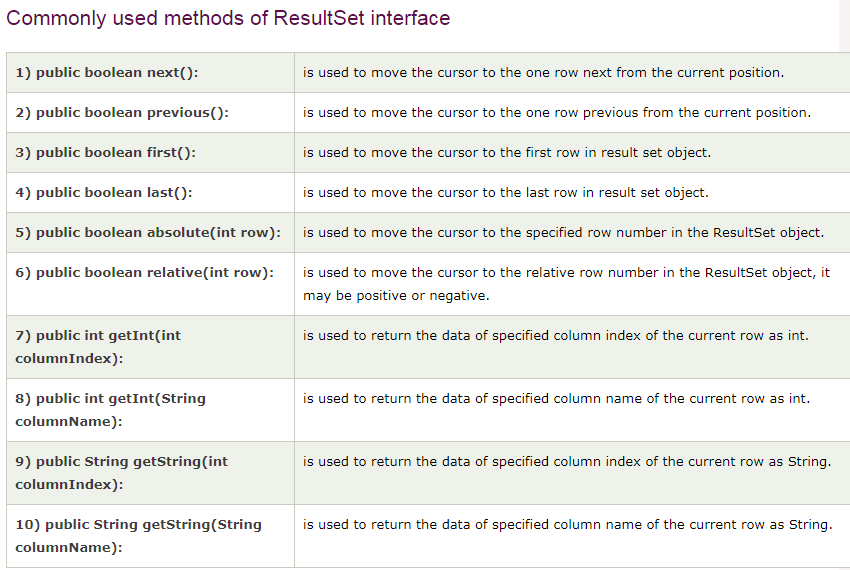 Commonly used methods of ResultSet interface
1) public boolean next(): is used to move the cursor to the one row next from the current position.
2) public boolean previous(): is used to move the cursor to the one row previous from the current position.
3) public boolean first(): is used to move the cursor to the first row in result set object.
4) public boolean last(): is used to move the cursor to the last row in result set object.
5) public boolean absolute(int row): is used to move the cursor to the specified row number in the ResultSet object.
6) public boolean relative(int row): is used to move the cursor to the relative row number in the ResultSet object, it
may be positive or negative.
7) public int getInt(int
columnIndex):
is used to return the data of specified column index of the current row as int.
8) public int getInt(String
columnName):
is used to return the data of specified column name of the current row as int.
9) public String getString(int
columnIndex):
is used to return the data of specified column index of the current row as String.
10) public String getString(String
columnName):
is used to return the data of specified column name of the current row as String.